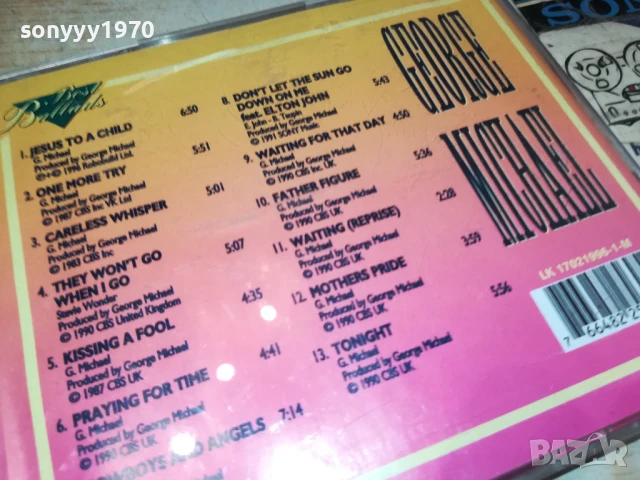 sonyyy1970
Best
Ballads
1. JESUS TO A CHILD 6:50
G. Michael
Produced by George Michael
2. ONE MORE TRY 5:51
G. Michael
Produced by George Michael
℗ 1987 CBS Inc
3. CARELESS WHISPER 5:01
G. Michael
Produced by George Michael
℗ 1983 CBS Inc
4. THEY WON'T GO
WHEN I GO 5:07
Stevie Wonder
Produced by George Michael
℗ 1990 CBS United Kingdom
5. KISSING A FOOL 4:35
G. Michael
Produced by George Michael
℗ 1987 CBS UK
6. PRAYING FOR TIME 4:41
G. Michael
Produced by George Michael
℗ 1990 CBS UK
AND ANGELS 7:14
8. DON'T LET THE SUN GO
DOWN ON ME 5:43
feat. ELTON JOHN
E. John - B. Taupin
Produced by George Michael
℗ 1991 SONY Music
9. WAITING FOR THAT DAY 4:50
G. Michael
Produced by George Michael
℗ 1990 CBS Inc UK
10. FATHER FIGURE 5:36
G. Michael
Produced by George Michael
℗ 1990 CBS UK
11. WAITING (REPRISE) 2:28
G. Michael
Produced by George Michael
℗ 1990 CBS UK
12. MOTHERS PRIDE 3:59
G. Michael
Produced by George Michael
℗ 1990 CBS UK
13. TONIGHT 5:56
G. Michael
Produced by George Michael
℗ 1990 CBS UK
GEORGE
MICHAEL
BAZAR